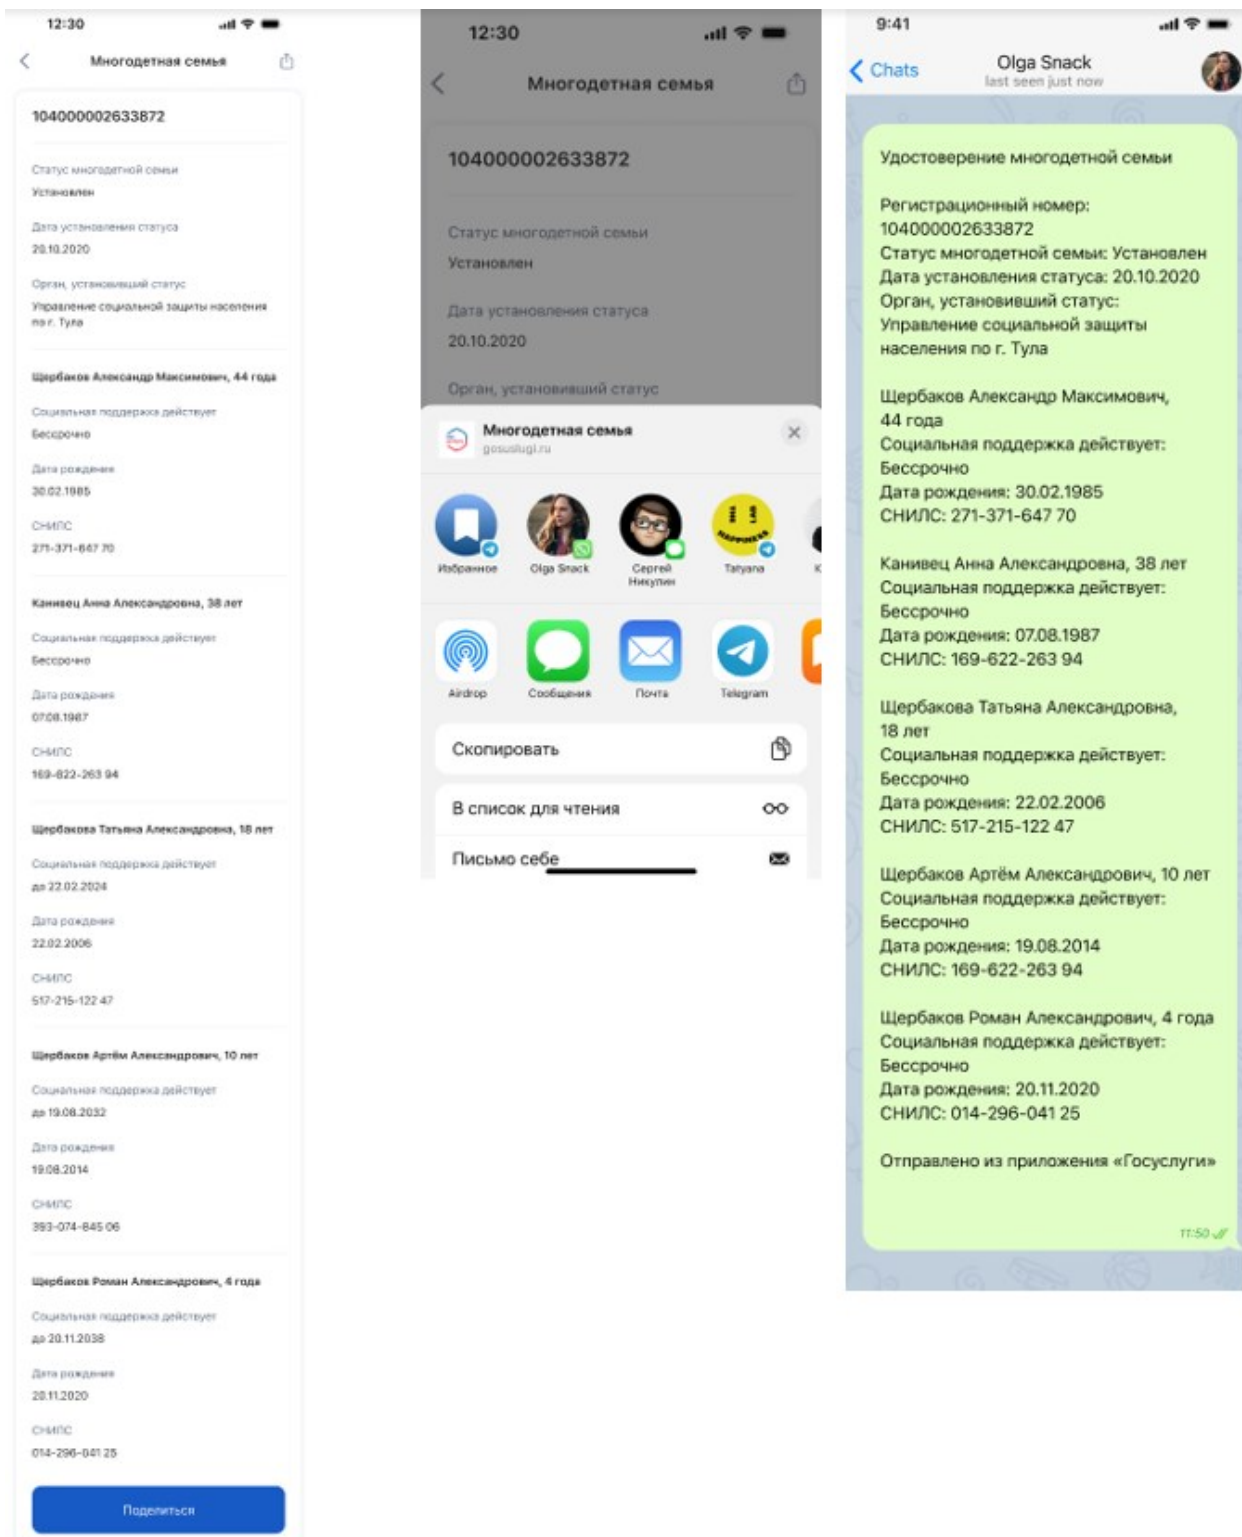 12:30
Многодетная семья
104000002633872
Статус многодетной семьи
Установлен
Дата установления статуса
20.10.2020
Орган, установивший статус
Управление социальной защиты населения
по г. Тула
Щербаков Александр Максимович, 44 года
Социальная поддержка действует
Бессрочно
Дата рождения
30.02.1985
СНИЛС
271-371-647 70
Канивец Анна Александровна, 38 лет
Социальная поддержка действует
Бессрочно
Дата рождения
07.08.1987
СНИЛС
169-622-263 94
Щербакова Татьяна Александровна, 18 лет
Социальная поддержка действует
до 22.02.2024
Дата рождения
22.02.2006
СНИЛС
517-215-122 47
Щербаков Артём Александрович, 10 лет
Социальная поддержка действует
до 19.08.2032
Дата рождения
19.08.2014
СНИЛС
393-074-845 06
Щербаков Роман Александрович, 4 года
Социальная поддержка действует
до 20.11.2038
Дата рождения
20.11.2020
СНИЛС
014-296-041 25
Поделиться
12:30
Многодетная семья
104000002633872
Статус многодетной семьи
Установлен
Дата установления статуса
20.10.2020
Орган, установивший статус
Многодетная семья
gosuslugi.ru
Избранное
Olga Snack
Сергей
Никулин
Tatyana
Airdrop
Сообщения
Почта
Telegram
Скопировать
В список для чтения
Письмо себе
9:41
Chats
Olga Snack
last seen just now
Удостоверение многодетной семьи
Регистрационный номер:
104000002633872
Статус многодетной семьи: Установлен
Дата установления статуса: 20.10.2020
Орган, установивший статус:
Управление социальной защиты
населения по г. Тула
Щербаков Александр Максимович,
44 года
Социальная поддержка действует:
Бессрочно
Дата рождения: 30.02.1985
СНИЛС: 271-371-647 70
Канивец Анна Александровна, 38 лет
Социальная поддержка действует:
Бессрочно
Дата рождения: 07.08.1987
СНИЛС: 169-622-263 94
Щербакова Татьяна Александровна,
18 лет
Социальная поддержка действует:
Бессрочно
Дата рождения: 22.02.2006
СНИЛС: 517-215-122 47
Щербаков Артём Александрович, 10 лет
Социальная поддержка действует:
Бессрочно
Дата рождения: 19.08.2014
СНИЛС: 169-622-263 94
Щербаков Роман Александрович, 4 года
Социальная поддержка действует:
Бессрочно
Дата рождения: 20.11.2020
СНИЛС: 014-296-041 25
Отправлено из приложения «Госуслуги»
11:50